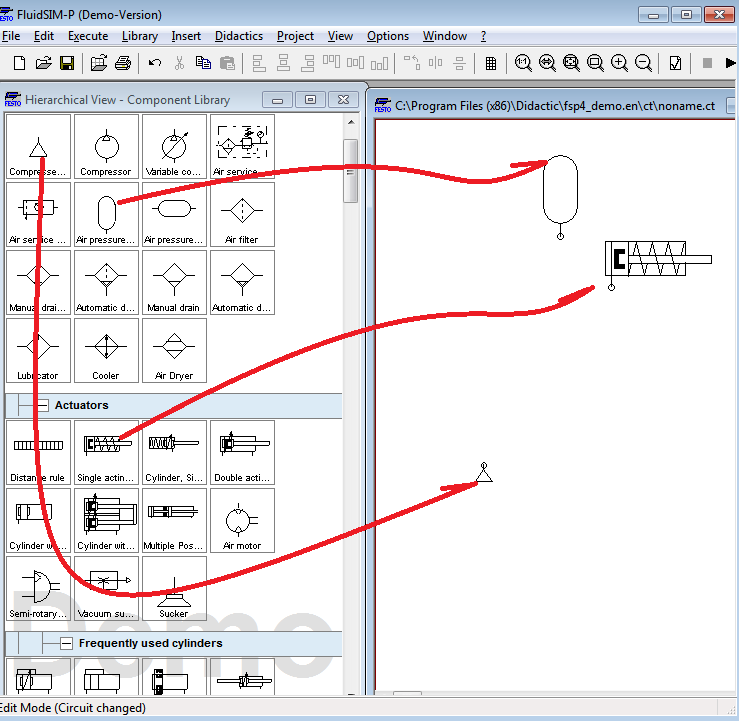 FluidSIM-P (Demo-Version)
File Edit Execute Library Insert Didactics Project View Options Window ?
FESTO Hierarchical View - Component Library
FESTO C:\Program Files (x86)\Didactic\fsp4_demo.en\ct\noname.ct
Compresse... Compressor Variable co... Air service ...
Air service ... Air pressure... Air pressure... Air filter
Manual drai... Automatic d... Manual drain Automatic d...
Lubricator Cooler Air Dryer
Actuators
Distance rule Single actin... Cylinder, Si... Double acti...
Cylinder wi... Cylinder wit... Multiple Pos... Air motor
Semi-rotary... Vacuum su... Sucker
Demo
Frequently used cylinders
Edit Mode (Circuit changed)